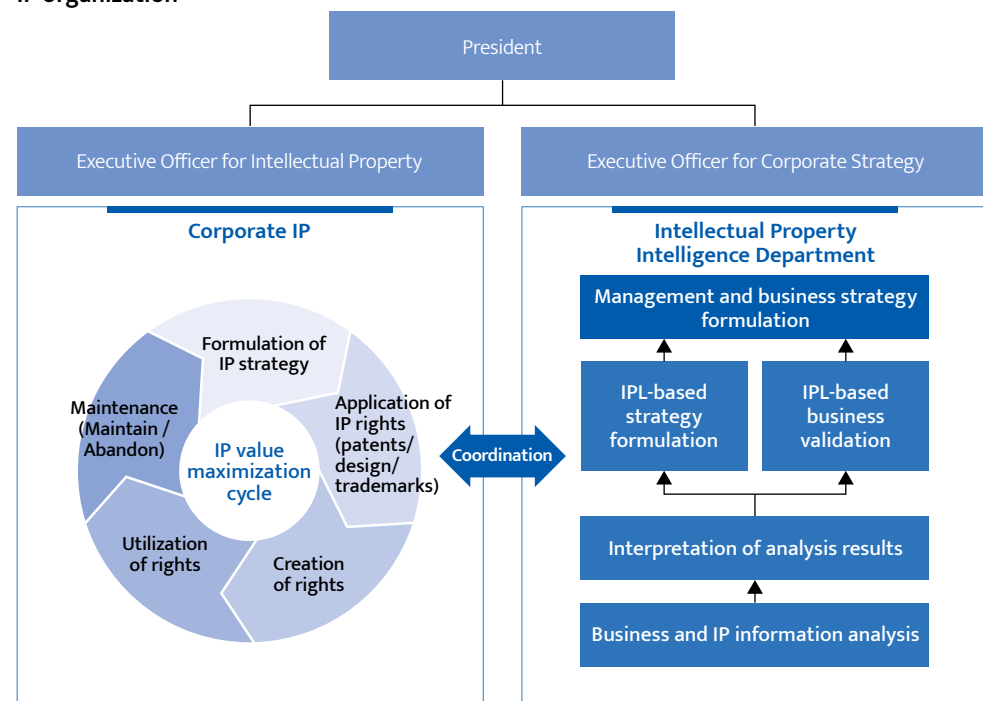 IP organization
President
Executive Officer for Intellectual Property
Executive Officer for Corporate Strategy
Corporate IP
Formulation of
IP strategy
Application of
IP rights
(patents/
design/
trademarks)
Creation
of rights
Utilization
of rights
Maintenance
(Maintain /
Abandon)
IP value
maximization
cycle
Coordination
Intellectual Property
Intelligence Department
Management and business strategy
formulation
IPL-based
strategy
formulation
IPL-based
business
validation
Interpretation of analysis results
Business and IP information analysis